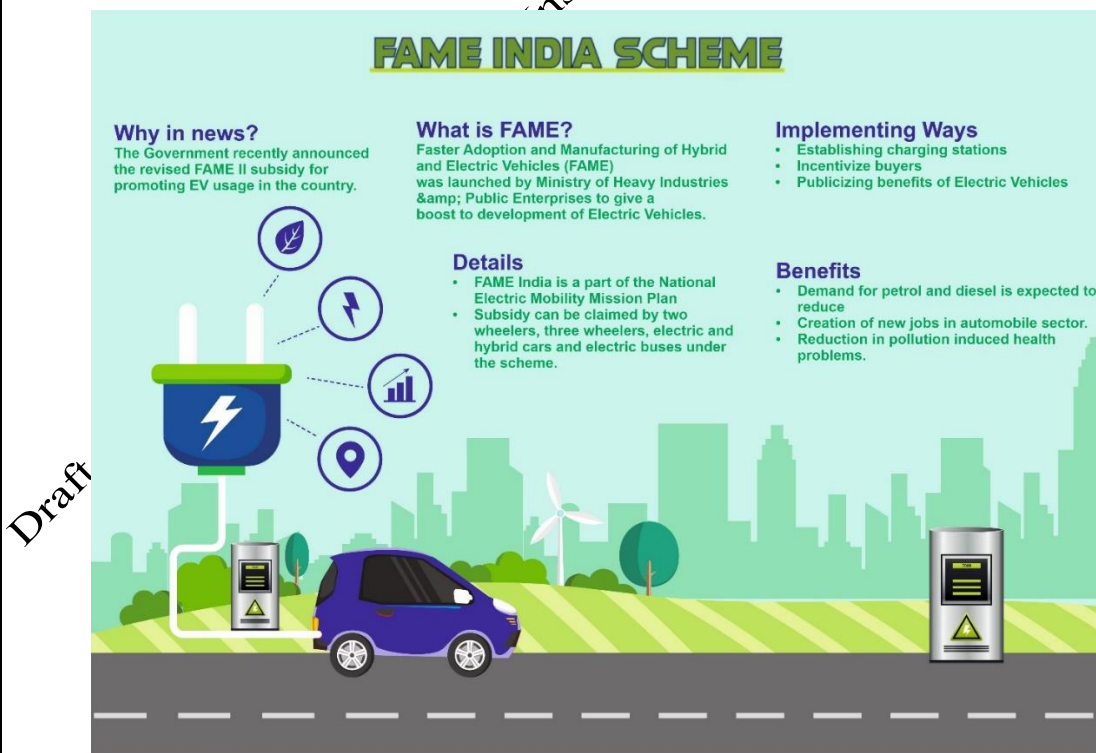 FAME INDIA SCHEME
Why in news?
The Government recently announced
the revised FAME II subsidy for
promoting EV usage in the country.
What is FAME?
Faster Adoption and Manufacturing of Hybrid
and Electric Vehicles (FAME)
was launched by Ministry of Heavy Industries
&amp; Public Enterprises to give a
boost to development of Electric Vehicles.
Details
• FAME India is a part of the National
Electric Mobility Mission Plan
• Subsidy can be claimed by two
wheelers, three wheelers, electric and
hybrid cars and electric buses under
the scheme.
Implementing Ways
• Establishing charging stations
• Incentivize buyers
• Publicizing benefits of Electric Vehicles
Benefits
• Demand for petrol and diesel is expected to
reduce
• Creation of new jobs in automobile sector.
• Reduction in pollution induced health
problems.
Draft